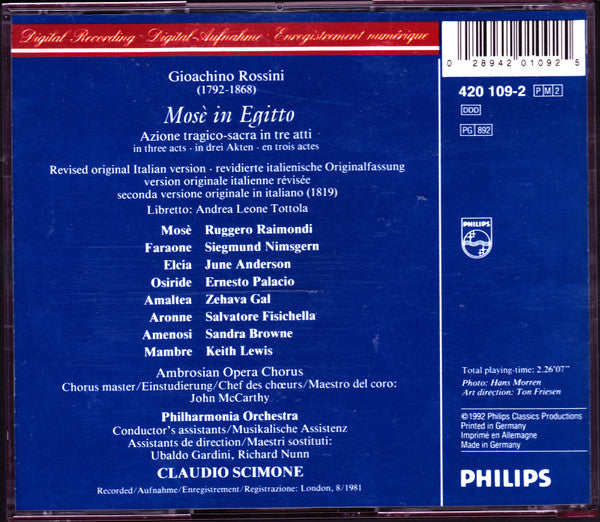 Digital Recording · Digital-Aufnahme · Enregistrement numérique
0 28942 01092 5
Gioachino Rossini
(1792-1868)
Mosè in Egitto
Azione tragico-sacra in tre atti
in three acts · in drei Akten · en trois actes
Revised original Italian version · revidierte italienische Originalfassung
version originale italienne révisée
seconda versione originale in italiano (1819)
Libretto: Andrea Leone Tottola
Mosè Ruggero Raimondi
Faraone Siegmund Nimsgern
Elcia June Anderson
Osiride Ernesto Palacio
Amaltea Zehava Gal
Aronne Salvatore Fisichella
Amenosi Sandra Browne
Mambre Keith Lewis
Ambrosian Opera Chorus
Chorus master/Einstudierung/Chef des chœurs/Maestro del coro:
John McCarthy
Philharmonia Orchestra
Conductor's assistants/Musikalische Assistenz
Assistants de direction/Maestri sostituti:
Ubaldo Gardini, Richard Nunn
CLAUDIO SCIMONE
Recorded/Aufnahme/Enregistrement/Registrazione: London, 8/1981
420 109-2 P M 2
DDD
PG 892
PHILIPS
Total playing-time: 2.26'07"
Photo: Hans Morren
Art direction: Ton Friesen
©1992 Philips Classics Productions
Printed in Germany
Imprimé en Allemagne
Made in Germany
PHILIPS